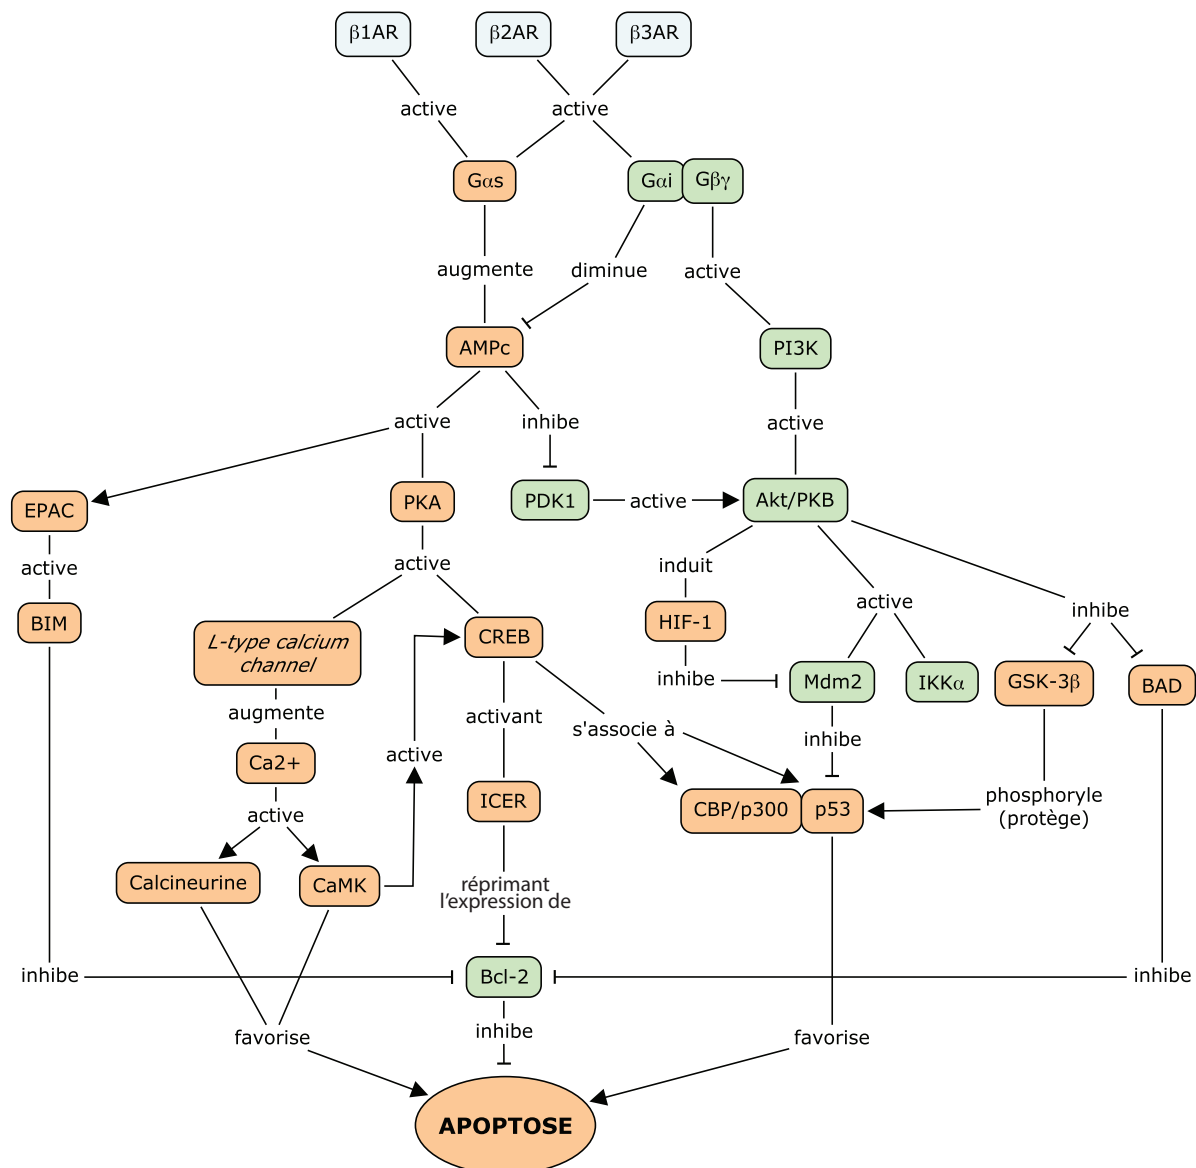 β1AR
β2AR
β3AR
active
active
Gαs
Gαi
Gβγ
augmente
diminue
active
AMPc
PI3K
active
inhibe
active
EPAC
PKA
PDK1
active
Akt/PKB
active
active
induit
active
inhibe
BIM
HIF-1
L-type calcium
channel
CREB
inhibe
Mdm2
IKKα
GSK-3β
BAD
augmente
activant
s'associe à
inhibe
Ca2+
active
ICER
CBP/p300
p53
phosphoryle
(protège)
active
Calcineurine
CaMK
réprimant
l'expression de
inhibe
Bcl-2
inhibe
favorise
inhibe
favorise
APOPTOSE